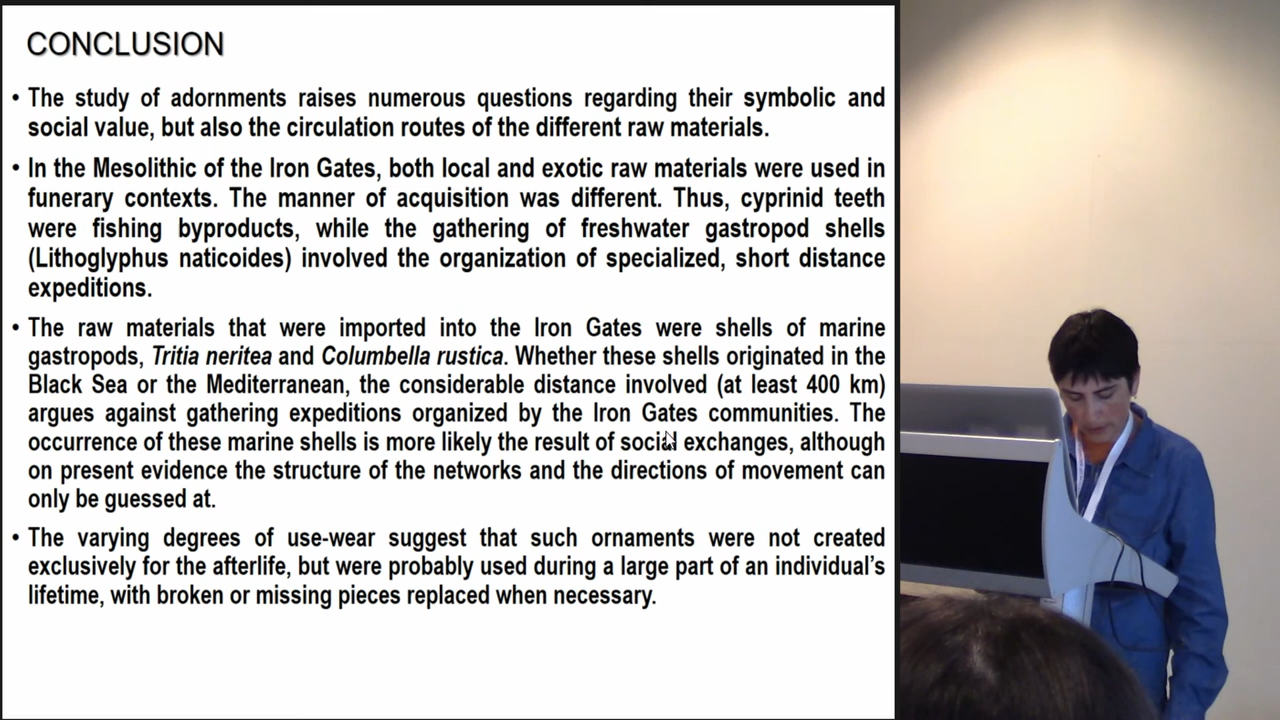 CONCLUSION
• The study of adornments raises numerous questions regarding their symbolic and
social value, but also the circulation routes of the different raw materials.
• In the Mesolithic of the Iron Gates, both local and exotic raw materials were used in
funerary contexts. The manner of acquisition was different. Thus, cyprinid teeth
were fishing byproducts, while the gathering of freshwater gastropod shells
(Lithoglyphus naticoides) involved the organization of specialized, short distance
expeditions.
• The raw materials that were imported into the Iron Gates were shells of marine
gastropods, Tritia neritea and Columbella rustica. Whether these shells originated in the
Black Sea or the Mediterranean, the considerable distance involved (at least 400 km)
argues against gathering expeditions organized by the Iron Gates communities. The
occurrence of these marine shells is more likely the result of social exchanges, although
on present evidence the structure of the networks and the directions of movement can
only be guessed at.
• The varying degrees of use-wear suggest that such ornaments were not created
exclusively for the afterlife, but were probably used during a large part of an individual’s
lifetime, with broken or missing pieces replaced when necessary.